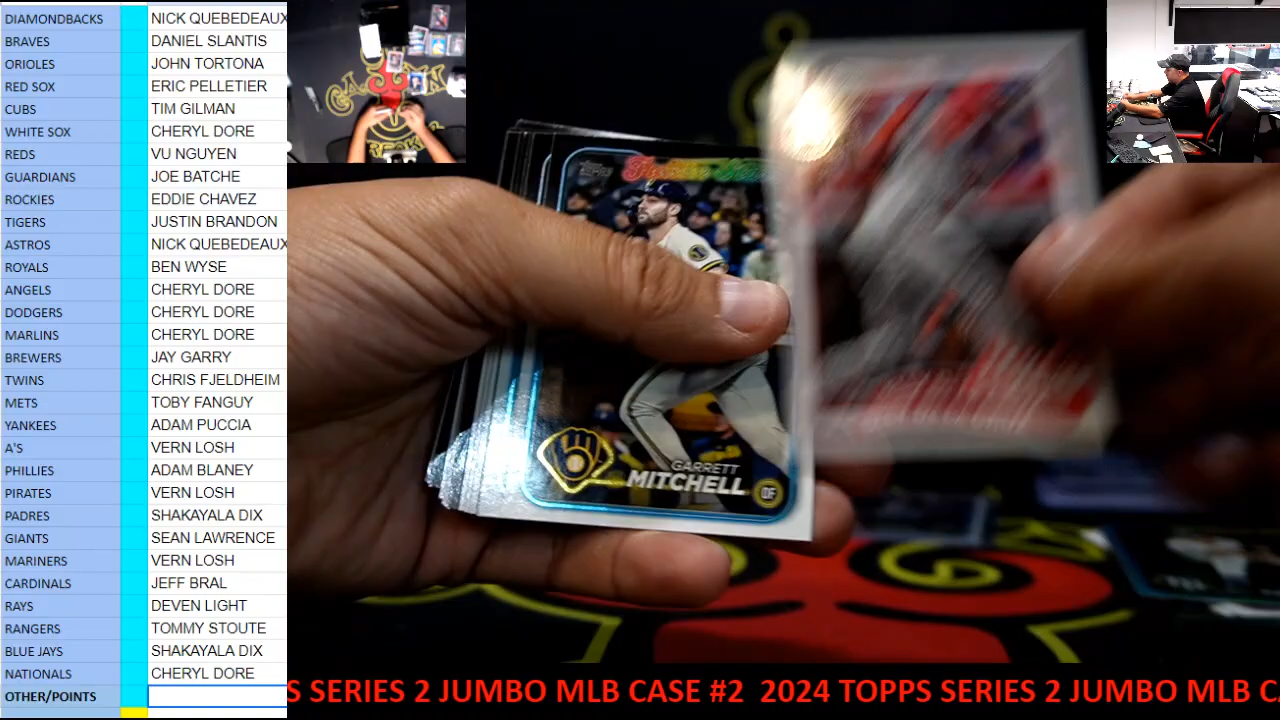 DIAMONDBACKS NICK QUEBEDEAUX
BRAVES DANIEL SLANTIS
ORIOLES JOHN TORTONA
RED SOX ERIC PELLETIER
CUBS TIM GILMAN
WHITE SOX CHERYL DORE
REDS VU NGUYEN
GUARDIANS JOE BATCHE
ROCKIES EDDIE CHAVEZ
TIGERS JUSTIN BRANDON
ASTROS NICK QUEBEDEAUX
ROYALS BEN WYSE
ANGELS CHERYL DORE
DODGERS CHERYL DORE
MARLINS CHERYL DORE
BREWERS JAY GARRY
TWINS CHRIS FJELDHEIM
METS TOBY FANGUY
YANKEES ADAM PUCCIA
A'S VERN LOSH
PHILLIES ADAM BLANEY
PIRATES VERN LOSH
PADRES SHAKAYALA DIX
GIANTS SEAN LAWRENCE
MARINERS VERN LOSH
CARDINALS JEFF BRAL
RAYS DEVEN LIGHT
RANGERS TOMMY STOUTE
BLUE JAYS SHAKAYALA DIX
NATIONALS CHERYL DORE
OTHER/POINTS
GARRETT
MITCHELL
OF
S SERIES 2 JUMBO MLB CASE #2 2024 TOPPS SERIES 2 JUMBO MLB C